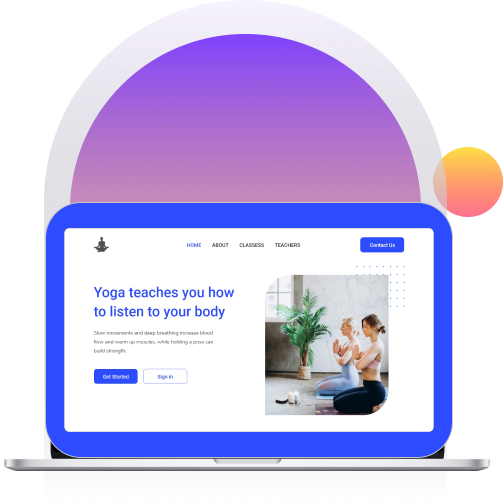 HOME ABOUT CLASSESS TEACHERS Contact Us
Yoga teaches you how
to listen to your body
Slow movements and deep breathing increase blood
flow and warm up muscles, while holding a pose can
build strength.
Get Started Sign in